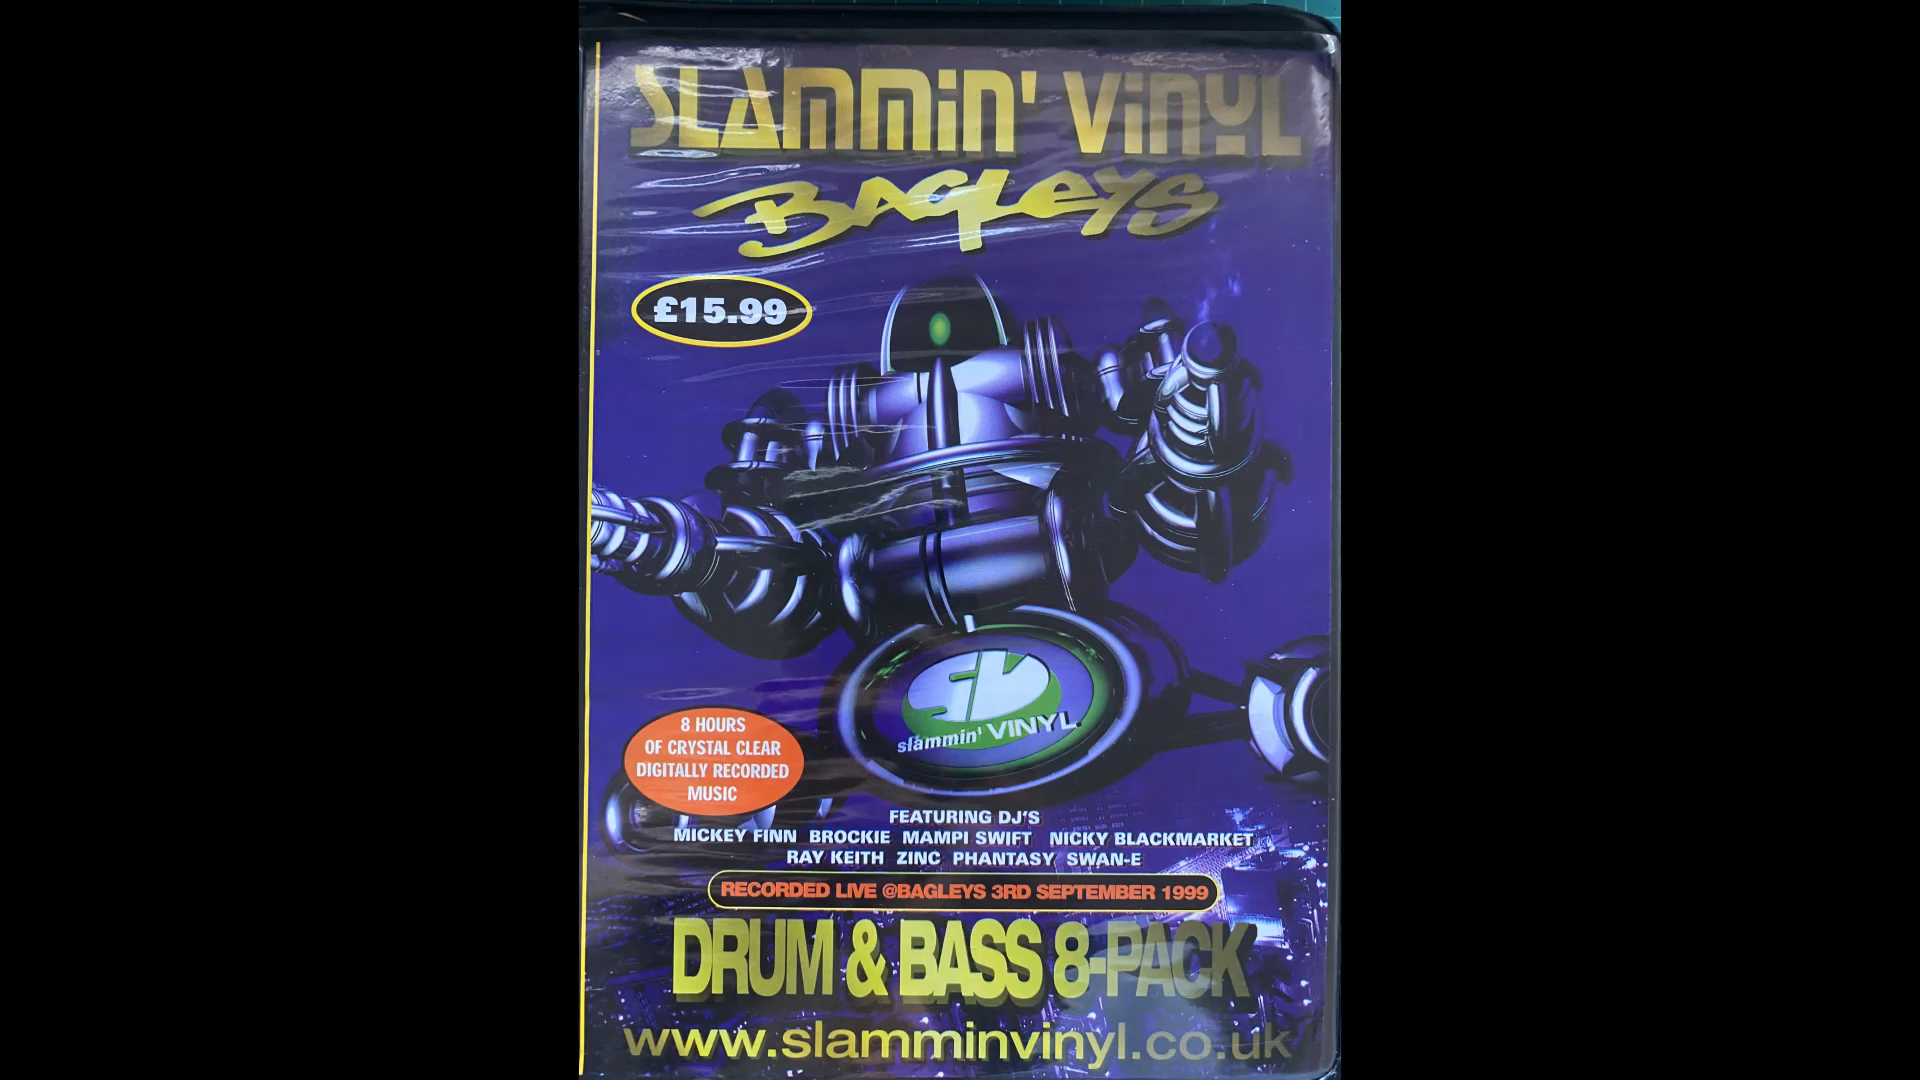 SLAMMIN' VINYL
BAGLEYS
£15.99
SV
slammin' VINYL.
8 HOURS
OF CRYSTAL CLEAR
DIGITALLY RECORDED
MUSIC
FEATURING DJ'S
MICKEY FINN BROCKIE MAMPI SWIFT NICKY BLACKMARKET
RAY KEITH ZINC PHANTASY SWAN-E
RECORDED LIVE @BAGLEYS 3RD SEPTEMBER 1999
DRUM & BASS 8-PACK
www.slamminvinyl.co.uk